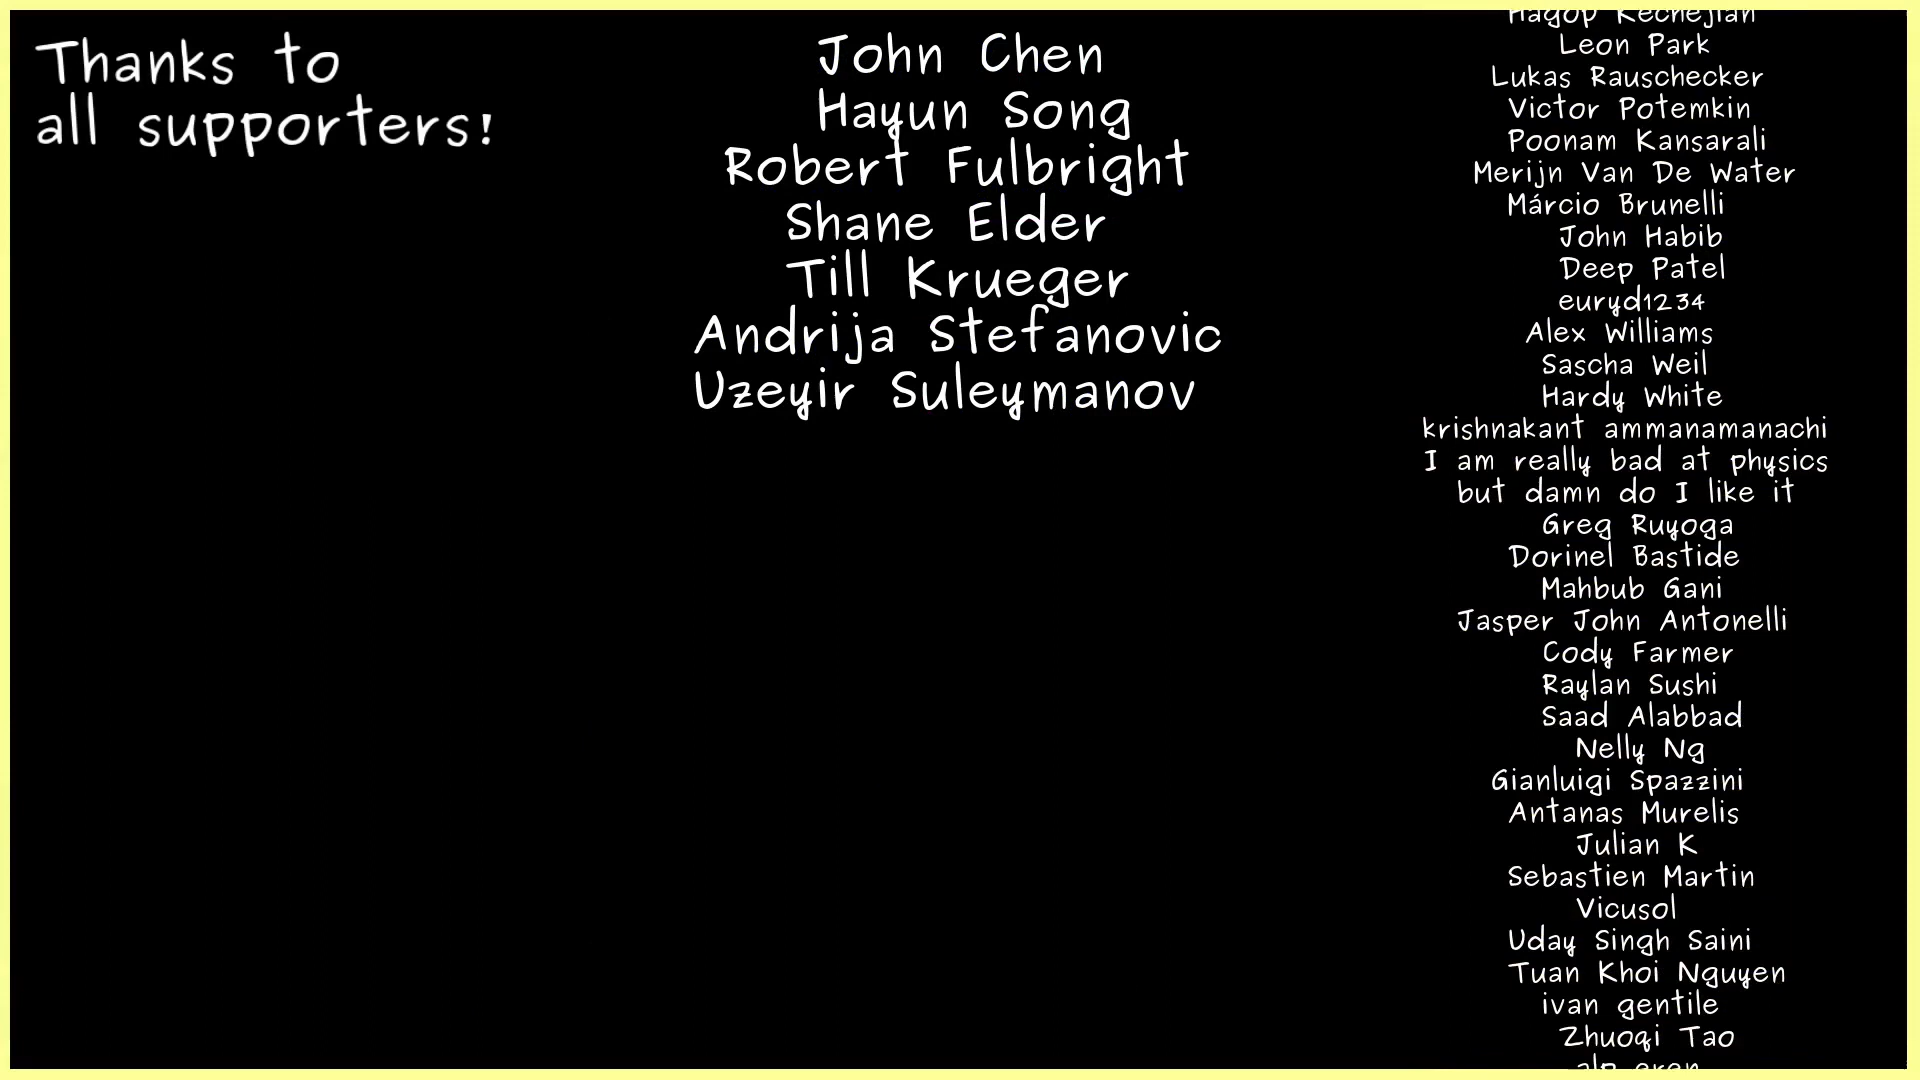 Thanks to
all supporters!
John Chen
Hayun Song
Robert Fulbright
Shane Elder
Till Krueger
Andrija Stefanovic
Uzeyir Suleymanov
Hagop Kechejian
Leon Park
Lukas Rauschecker
Victor Potemkin
Poonam Kansarali
Merijn Van De Water
Márcio Brunelli
John Habib
Deep Patel
euryd1234
Alex Williams
Sascha Weil
Hardy White
krishnakant ammanamanachi
I am really bad at physics
but damn do I like it
Greg Ruyoga
Dorinel Bastide
Mahbub Gani
Jasper John Antonelli
Cody Farmer
Raylan Sushi
Saad Alabbad
Nelly Ng
Gianluigi Spazzini
Antanas Murelis
Julian K
Sebastien Martin
Vicusol
Uday Singh Saini
Tuan Khoi Nguyen
ivan gentile
Zhuoqi Tao
alp eren